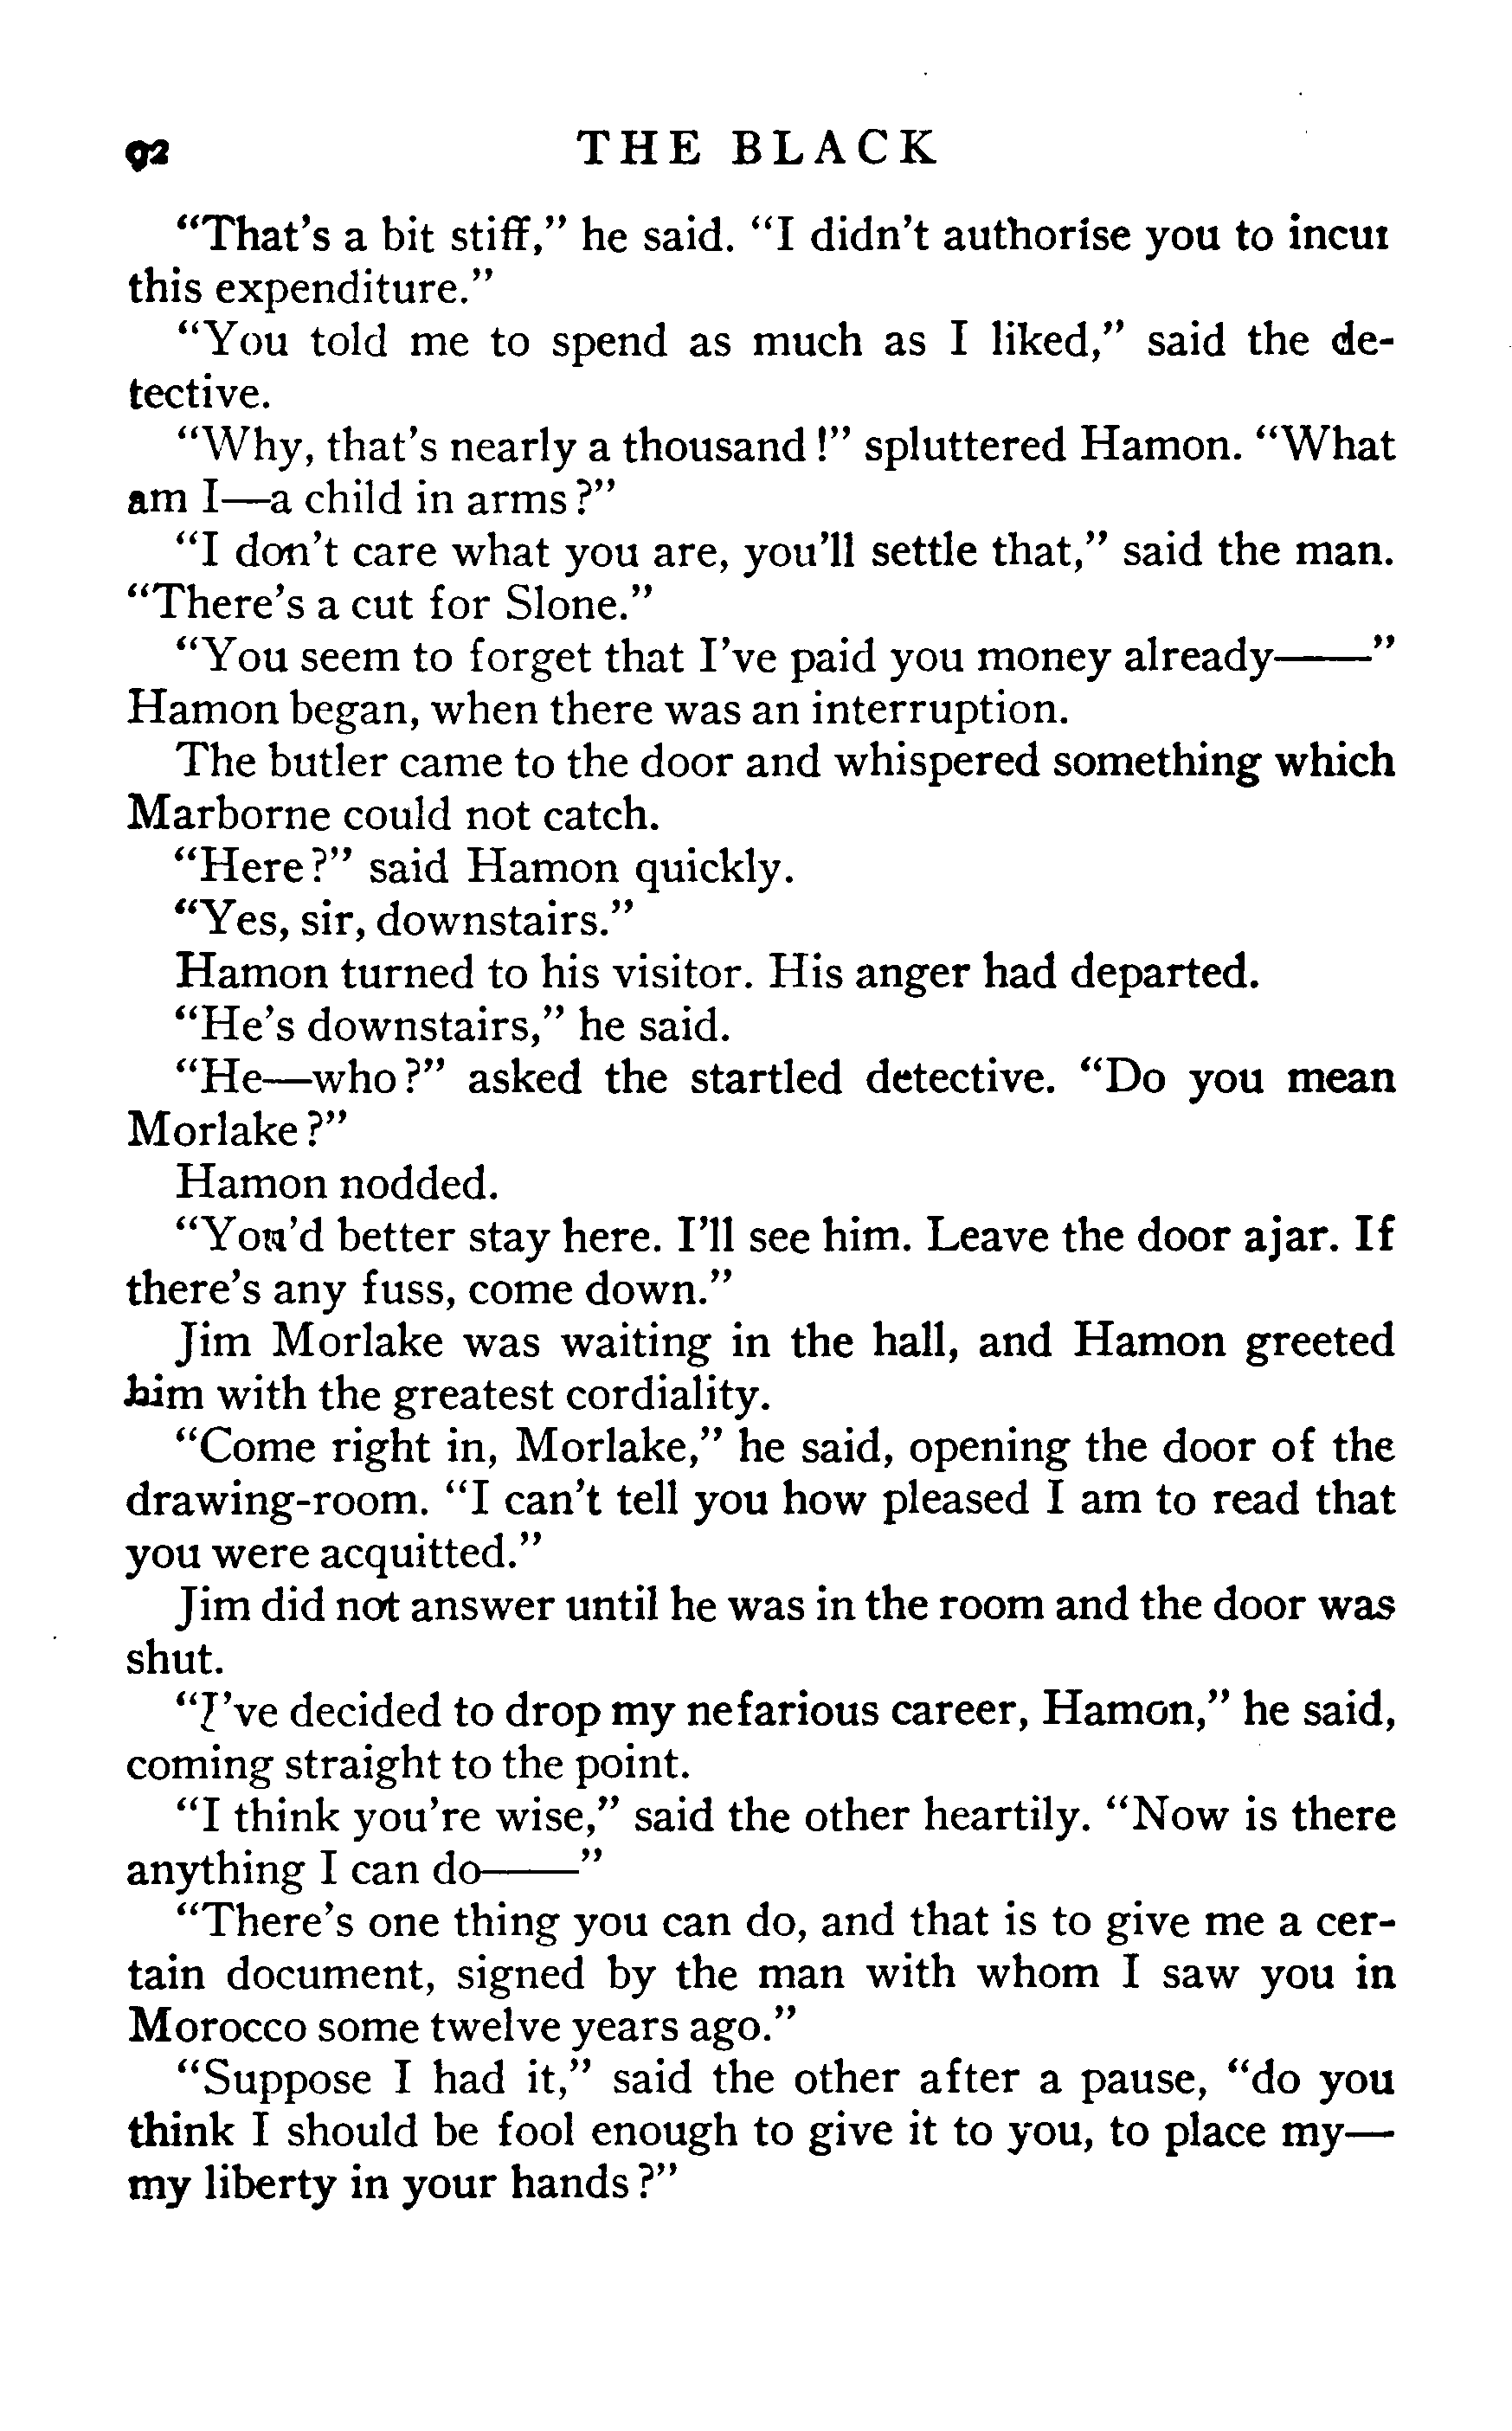 92 THE BLACK
“That’s a bit stiff,” he said. “I didn’t authorise you to incur
this expenditure.”
“You told me to spend as much as I liked,” said the de-
tective.
“Why, that’s nearly a thousand!” spluttered Hamon. “What
am I—a child in arms?”
“I don’t care what you are, you’ll settle that,” said the man.
“There’s a cut for Slone.”
“You seem to forget that I’ve paid you money already——”
Hamon began, when there was an interruption.
The butler came to the door and whispered something which
Marborne could not catch.
“Here?” said Hamon quickly.
“Yes, sir, downstairs.”
Hamon turned to his visitor. His anger had departed.
“He’s downstairs,” he said.
“He—who?” asked the startled detective. “Do you mean
Morlake?”
Hamon nodded.
“You’d better stay here. I’ll see him. Leave the door ajar. If
there’s any fuss, come down.”
Jim Morlake was waiting in the hall, and Hamon greeted
him with the greatest cordiality.
“Come right in, Morlake,” he said, opening the door of the
drawing-room. “I can’t tell you how pleased I am to read that
you were acquitted.”
Jim did not answer until he was in the room and the door was
shut.
“I’ve decided to drop my nefarious career, Hamon,” he said,
coming straight to the point.
“I think you’re wise,” said the other heartily. “Now is there
anything I can do——”
“There’s one thing you can do, and that is to give me a cer-
tain document, signed by the man with whom I saw you in
Morocco some twelve years ago.”
“Suppose I had it,” said the other after a pause, “do you
think I should be fool enough to give it to you, to place my—
my liberty in your hands?”